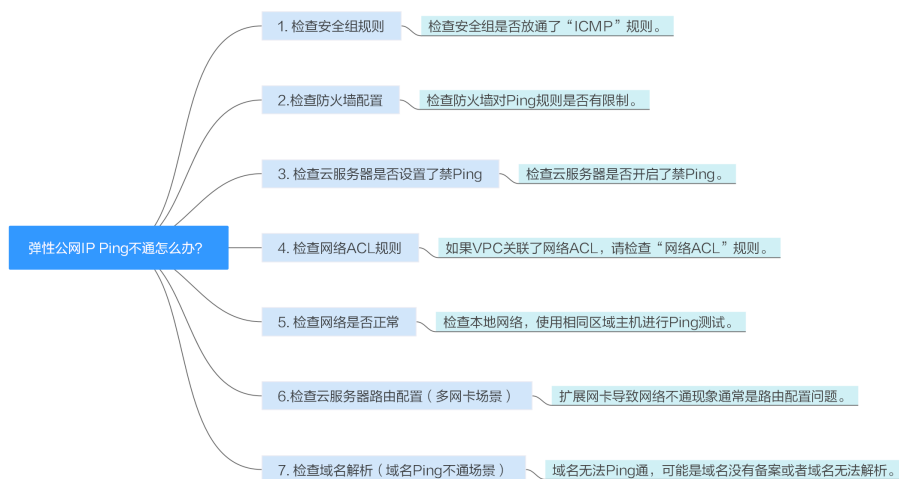 1. 检查安全组规则
检查安全组是否放通了“ICMP”规则。
2.检查防火墙配置
检查防火墙对Ping规则是否有限制。
3. 检查云服务器是否设置了禁Ping
检查云服务器是否开启了禁Ping。
弹性公网IP Ping不通怎么办?
4. 检查网络ACL规则
如果VPC关联了网络ACL，请检查“网络ACL”规则。
5. 检查网络是否正常
检查本地网络，使用相同区域主机进行Ping测试。
6.检查云服务器路由配置（多网卡场景）
扩展网卡导致网络不通现象通常是路由配置问题。
7. 检查域名解析（域名Ping不通场景）
域名无法Ping通，可能是域名没有备案或者域名无法解析。